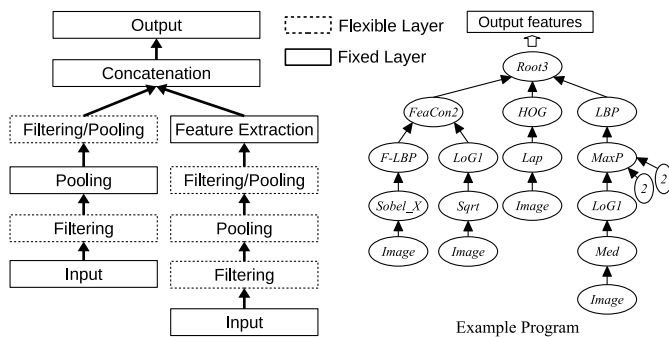 Output
Concatenation
Filtering/Pooling
Pooling
Filtering
Input
Feature Extraction
Filtering/Pooling
Pooling
Filtering
Input
Flexible Layer
Fixed Layer
Output features
Root3
FeaCon2
HOG
LBP
F-LBP
LoG1
Lap
MaxP
2
2
Sobel_X
Sqrt
Image
LoG1
Image
Image
Med
Image
Example Program